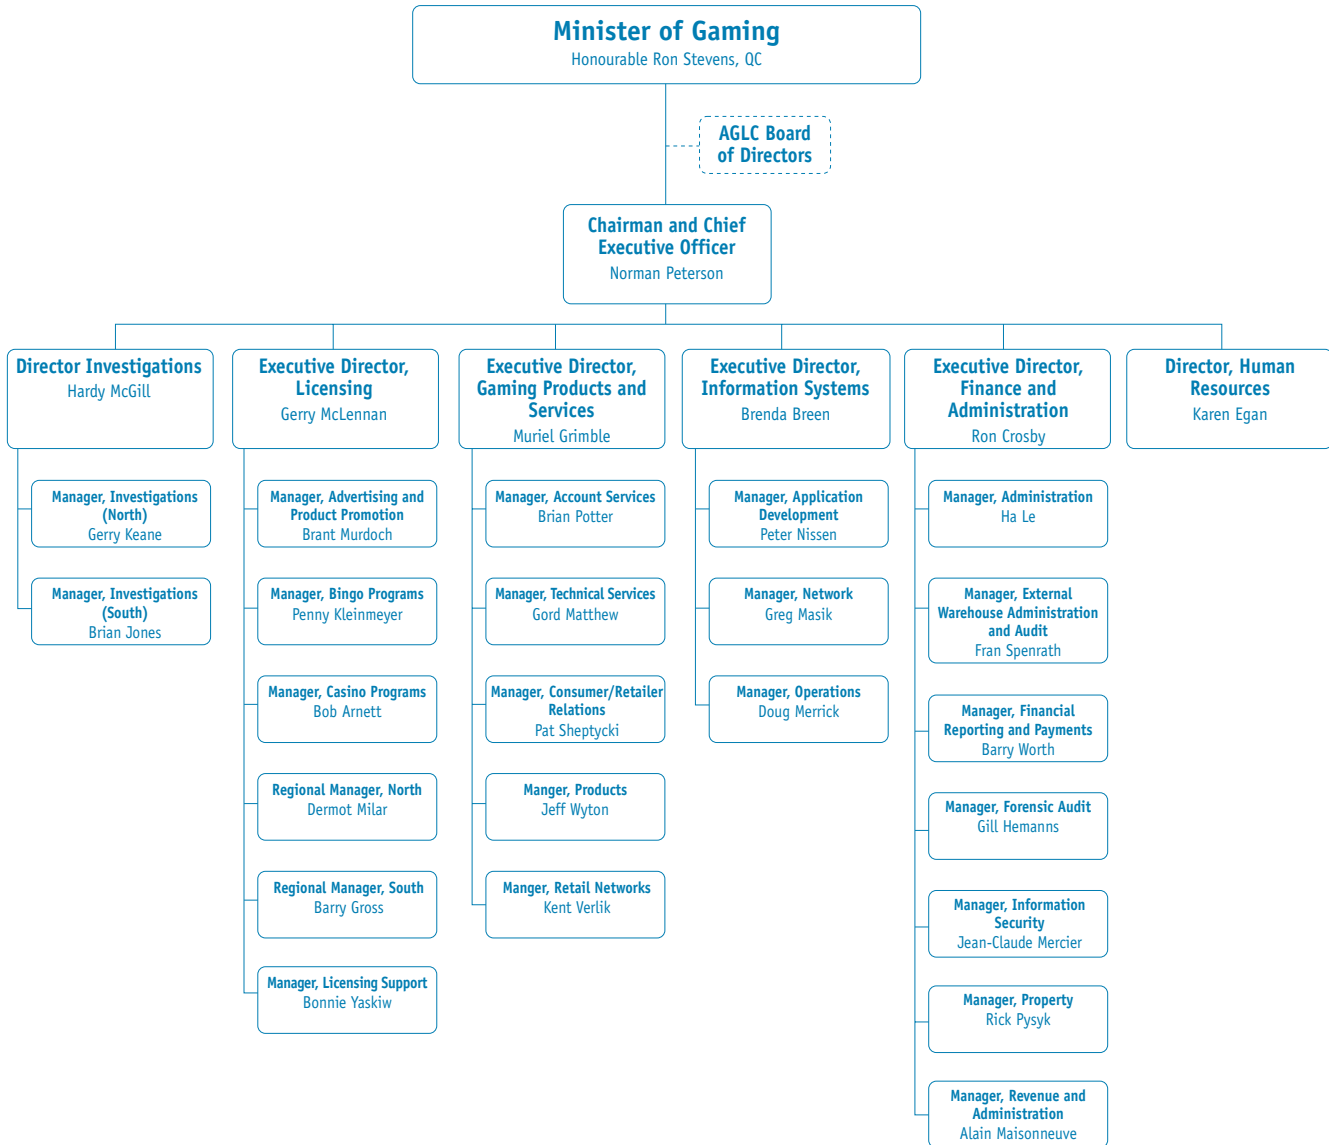 Minister of Gaming
Honourable Ron Stevens, QC
AGLC Board
of Directors
Chairman and Chief
Executive Officer
Norman Peterson
Director Investigations
Hardy McGill
Manager, Investigations
(North)
Gerry Keane
Manager, Investigations
(South)
Brian Jones
Executive Director,
Licensing
Gerry McLennan
Manager, Advertising and
Product Promotion
Brant Murdoch
Manager, Bingo Programs
Penny Kleinmeyer
Manager, Casino Programs
Bob Arnett
Regional Manager, North
Dermot Milar
Regional Manager, South
Barry Gross
Manager, Licensing Support
Bonnie Yaskiw
Executive Director,
Gaming Products and
Services
Muriel Grimble
Manager, Account Services
Brian Potter
Manager, Technical Services
Gord Matthew
Manager, Consumer/Retailer
Relations
Pat Sheptycki
Manger, Products
Jeff Wyton
Manger, Retail Networks
Kent Verlik
Executive Director,
Information Systems
Brenda Breen
Manager, Application
Development
Peter Nissen
Manager, Network
Greg Masik
Manager, Operations
Doug Merrick
Executive Director,
Finance and
Administration
Ron Crosby
Manager, Administration
Ha Le
Manager, External
Warehouse Administration
and Audit
Fran Spenrath
Manager, Financial
Reporting and Payments
Barry Worth
Manager, Forensic Audit
Gill Hemanns
Manager, Information
Security
Jean-Claude Mercier
Manager, Property
Rick Pysyk
Manager, Revenue and
Administration
Alain Maisonneuve
Director, Human
Resources
Karen Egan